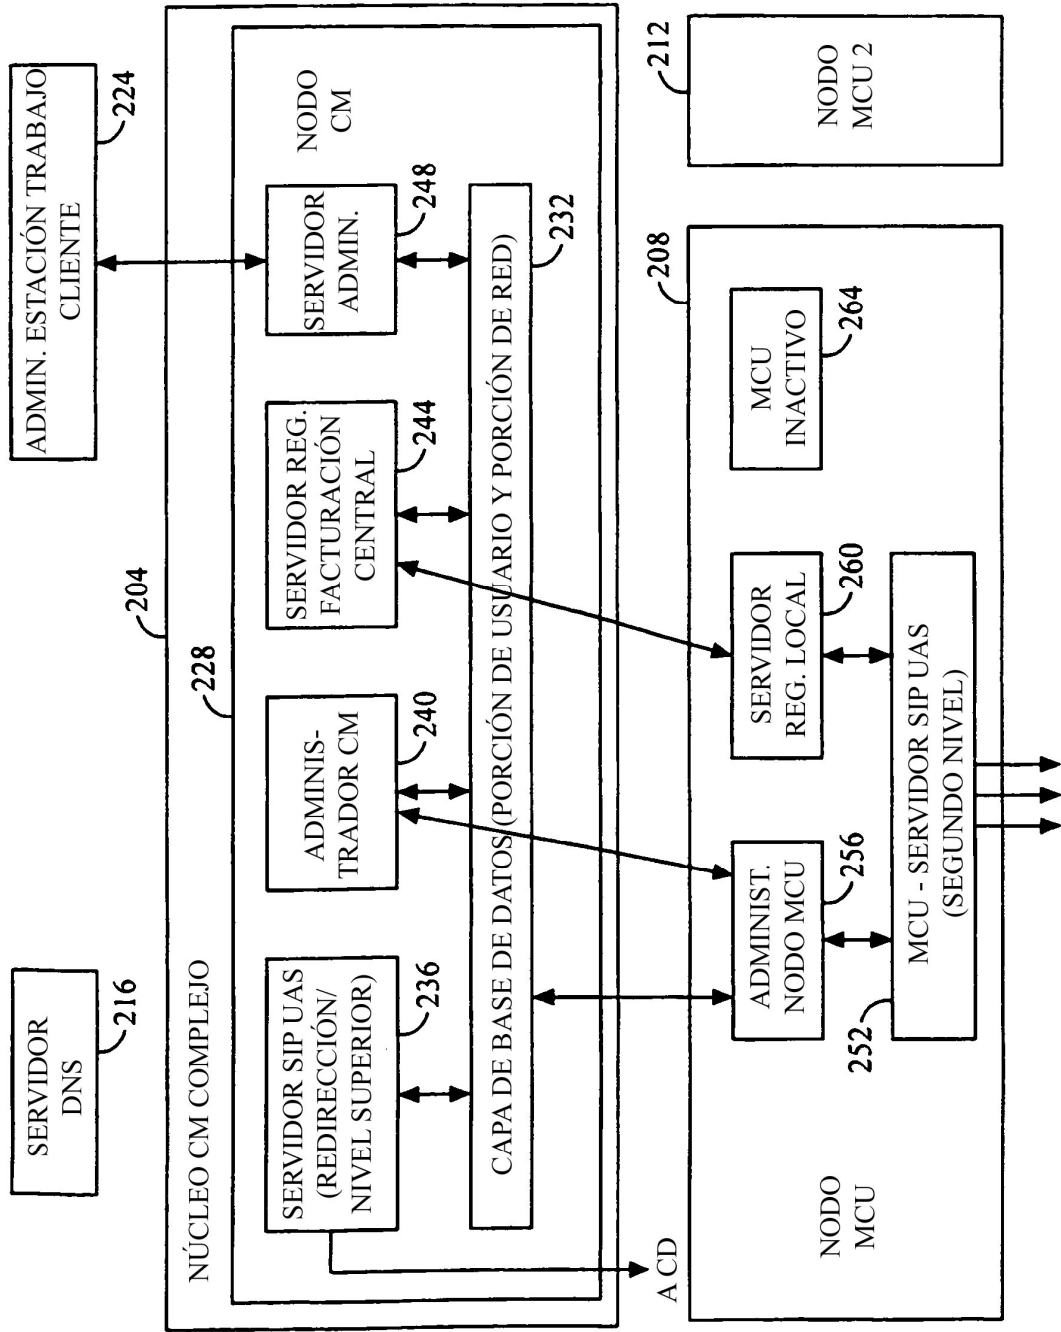 SERVIDOR
DNS
216
ADMIN. ESTACIÓN TRABAJO
CLIENTE
224
204
NÚCLEO CM COMPLEJO
228
SERVIDOR SIP UAS
(REDIRECCIÓN/
NIVEL SUPERIOR)
236
ADMINIS-
TRADOR CM
240
SERVIDOR REG.
FACTURACIÓN
CENTRAL
244
SERVIDOR
ADMIN.
248
NODO
CM
CAPA DE BASE DE DATOS (PORCIÓN DE USUARIO Y PORCIÓN DE RED)
232
A CD
208
212
NODO
MCU
ADMINIST.
NODO MCU
256
SERVIDOR
REG. LOCAL
260
MCU
INACTIVO
264
252
MCU - SERVIDOR SIP UAS
(SEGUNDO NIVEL)
NODO
MCU 2